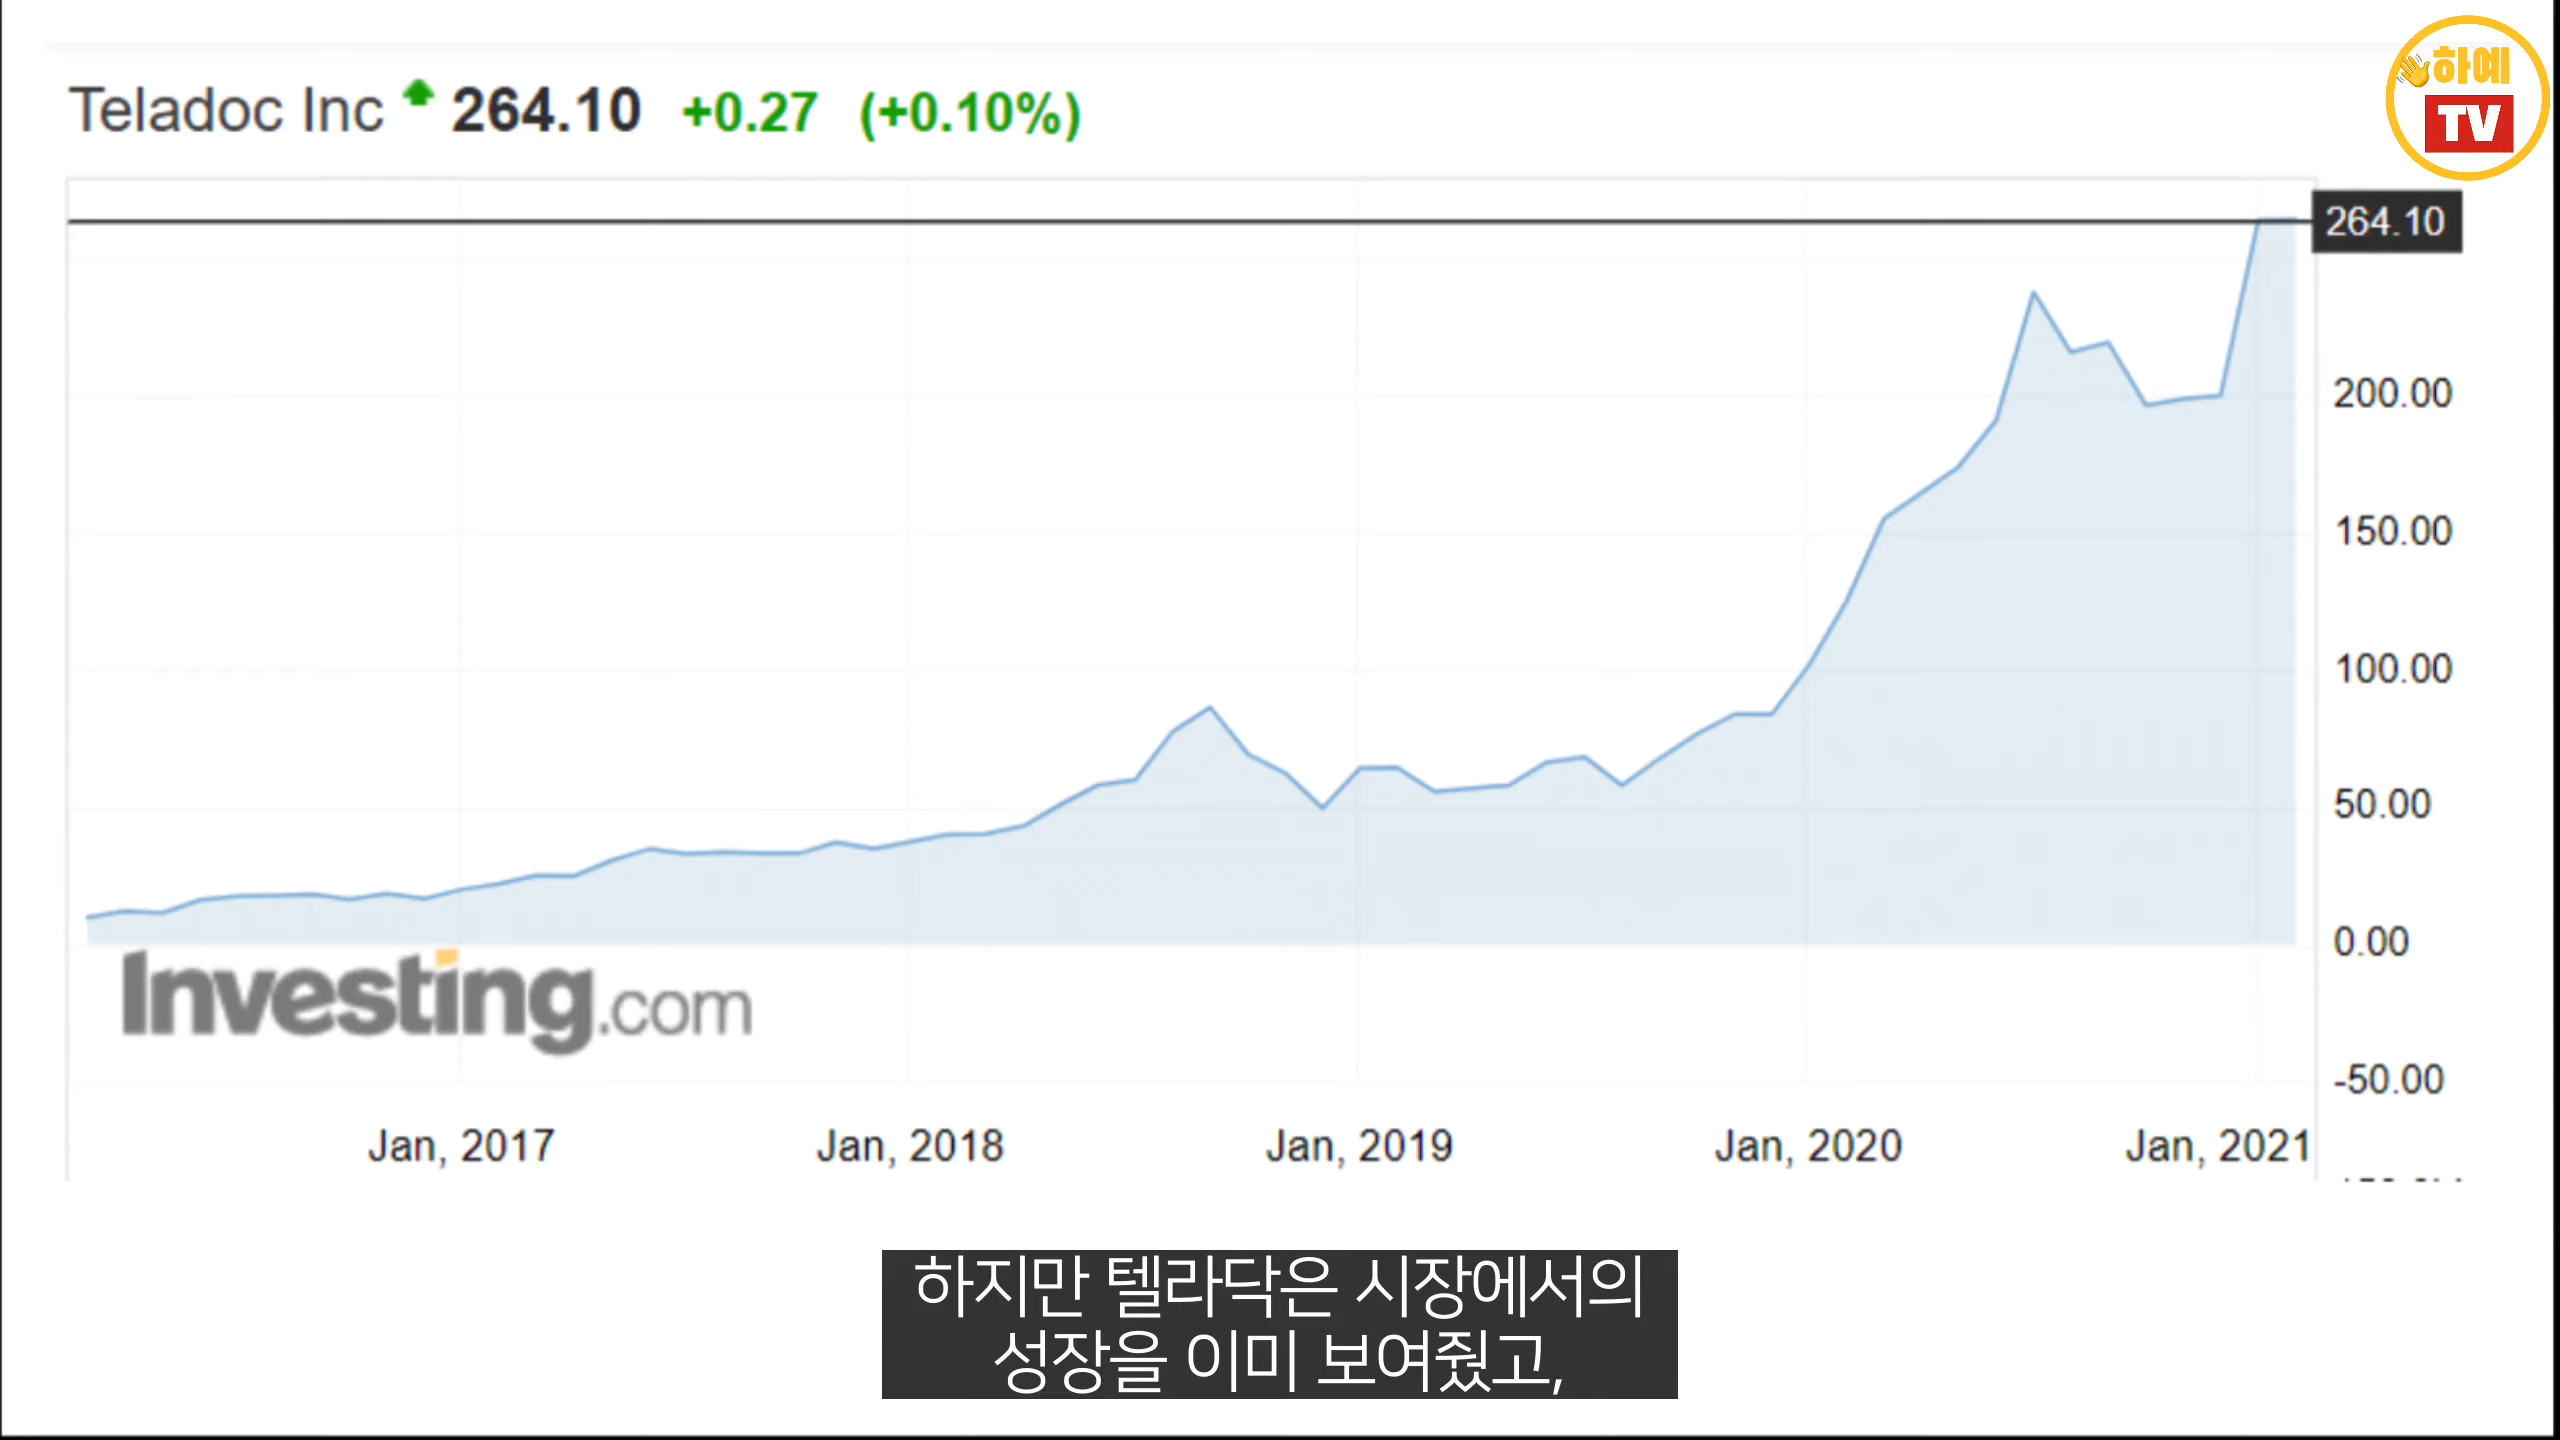 하예
TV
Teladoc Inc 264.10 +0.27 (+0.10%)
264.10
200.00
150.00
100.00
50.00
0.00
-50.00
Investing.com
Jan, 2017 Jan, 2018 Jan, 2019 Jan, 2020 Jan, 2021
하지만 텔라닥은 시장에서의
성장을 이미 보여줬고,